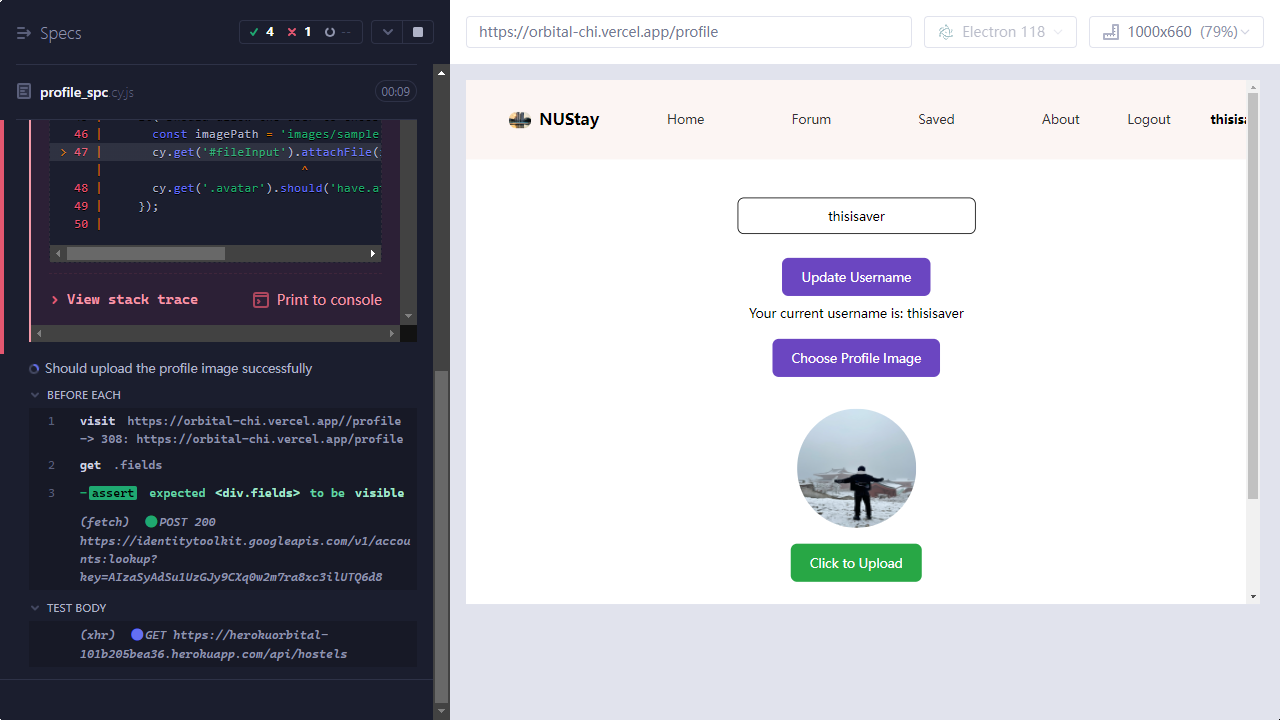 Specs
4
1
--
profile_spc.cy.js
00:09
46 | const imagePath = 'images/sample
> 47 | cy.get('#fileInput').attachFile(
| ^
48 | cy.get('.avatar').should('have.a
49 | });
50 |
> View stack trace
Print to console
Should upload the profile image successfully
BEFORE EACH
1 visit https://orbital-chi.vercel.app//profile
-> 308: https://orbital-chi.vercel.app/profile
2 get .fields
3 -assert expected <div.fields> to be visible
(fetch) POST 200
https://identitytoolkit.googleapis.com/v1/accou
nts:lookup?
key=AIzaSyAdSu1UzGJy9CXq0w2m7ra8xc3ilUTQ6d8
TEST BODY
(xhr) GET https://herokuorbital-
101b205bea36.herokuapp.com/api/hostels
https://orbital-chi.vercel.app/profile
Electron 118
1000x660 (79%)
NUStay
Home
Forum
Saved
About
Logout
thisisa
thisisaver
Update Username
Your current username is: thisisaver
Choose Profile Image
Click to Upload